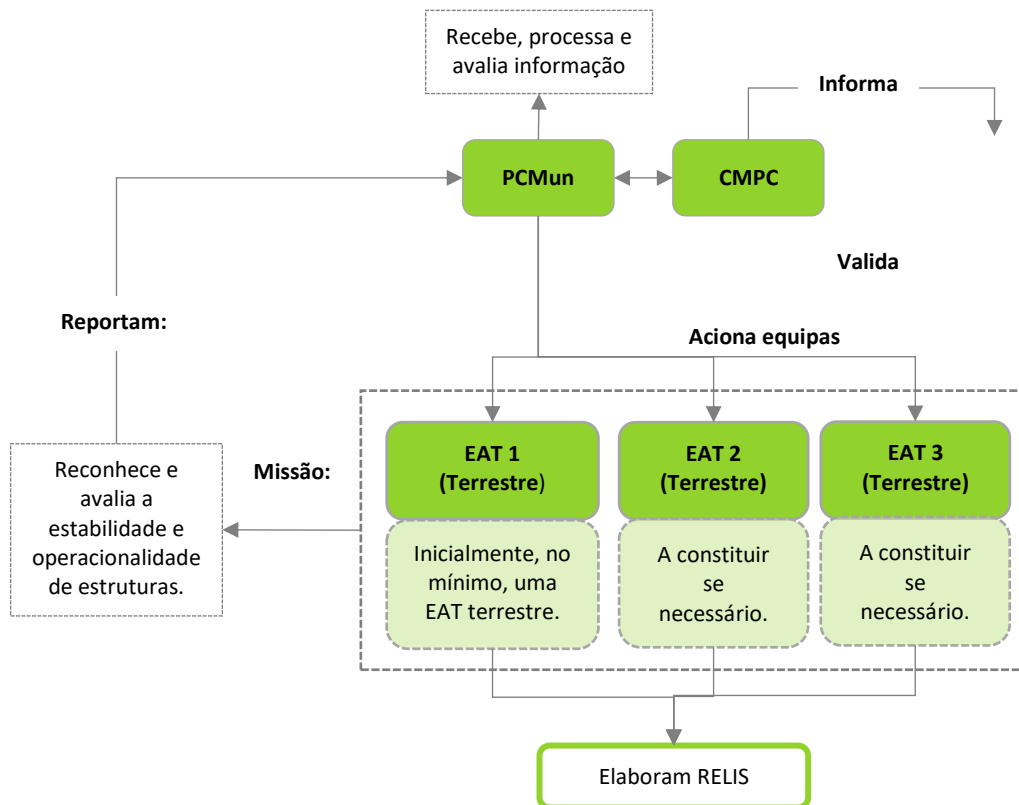 Recebe, processa e
avalia informação
Informa
PCMun
CMPC
Valida
Reportam:
Aciona equipas
EAT 1
(Terrestre)
EAT 2
(Terrestre)
EAT 3
(Terrestre)
Missão:
Reconhece e
avalia a
estabilidade e
operacionalidade
de estruturas.
Inicialmente, no
mínimo, uma
EAT terrestre.
A constituir
se
necessário.
A constituir
se
necessário.
Elaboram RELIS